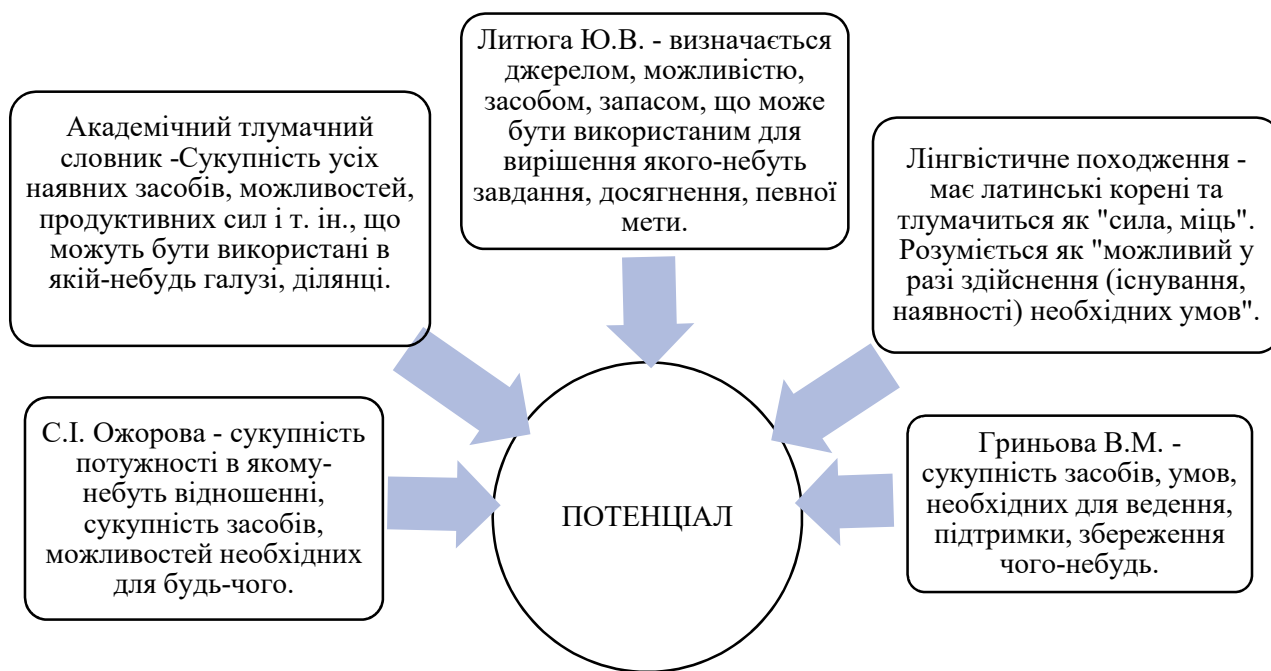 Литюга Ю.В. - визначається
джерелом, можливістю,
засобом, запасом, що може
бути використаним для
вирішення якого-небуть
завдання, досягнення, певної
мети.
Академічний тлумачний
словник -Сукупність усіх
наявних засобів, можливостей,
продуктивних сил і т. ін., що
можуть бути використані в
якій-небудь галузі, ділянці.
Лінгвістичне походження -
має латинські корені та
тлумачиться як "сила, міць".
Розуміється як "можливий у
разі здійснення (існування,
наявності) необхідних умов".
С.І. Ожорова - сукупність
потужності в якому-
небуть відношенні,
сукупність засобів,
можливостей необхідних
для будь-чого.
ПОТЕНЦІАЛ
Гриньова В.М. -
сукупність засобів, умов,
необхідних для ведення,
підтримки, збереження
чого-небудь.